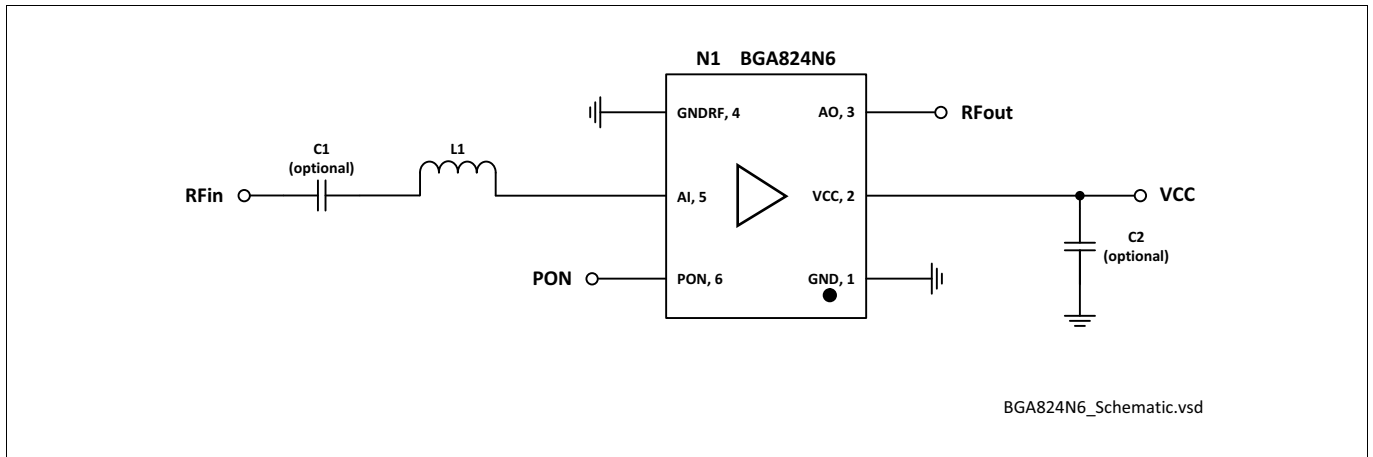 N1 BGA824N6
GNDRF, 4
AO, 3
RFout
C1
(optional)
L1
RFin
AI, 5
VCC, 2
VCC
C2
(optional)
PON
PON, 6
GND, 1
BGA824N6_Schematic.vsd